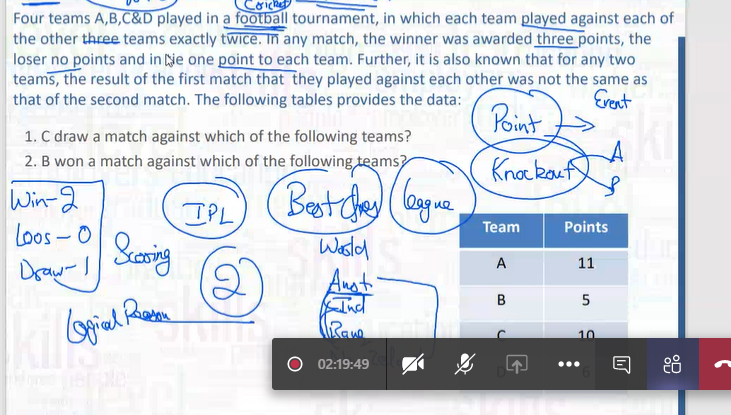 Cricket
Four teams A,B,C&D played in a football tournament, in which each team played against each of
the other three teams exactly twice. In any match, the winner was awarded three points, the
loser no points and in tie one point to each team. Further, it is also known that for any two
teams, the result of the first match that they played against each other was not the same as
that of the second match. The following tables provides the data:
Event
Point
1. C draw a match against which of the following teams?
2. B won a match against which of the following teams?
Knockout
A
Win-2
Loos-0
Draw-1
IPL
Scoring
2
Logical Reason
League
World
Aust
Ind
Team Points
A 11
B 5
C 10
02:19:49